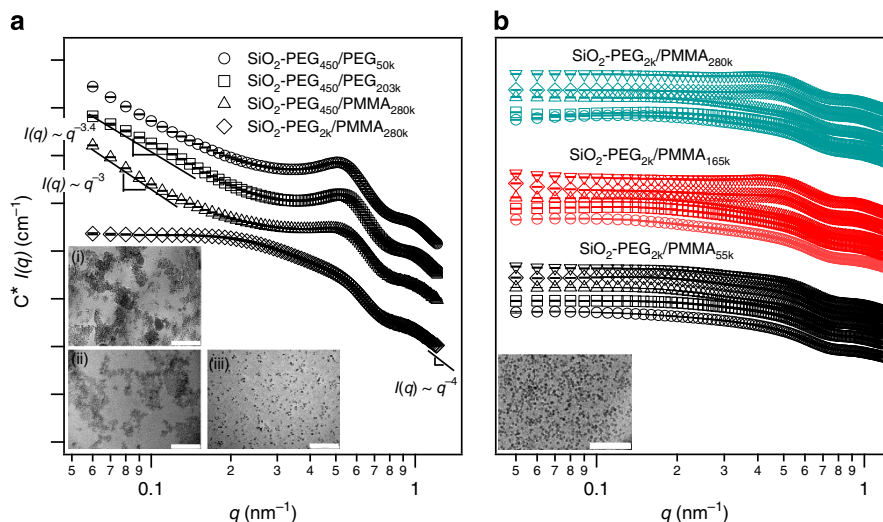 a
SiO₂-PEG₄₅₀/PEG₅₀ₖ
SiO₂-PEG₄₅₀/PEG₂₀₃ₖ
SiO₂-PEG₄₅₀/PMMA₂₈₀ₖ
SiO₂-PEG₂ₖ/PMMA₂₈₀ₖ
I(q) ~ q⁻³·⁴
I(q) ~ q⁻³
C* I(q) (cm⁻¹)
(i)
(ii)
(iii)
I(q) ~ q⁻⁴
5 6 7 8 9 0.1 2 3 4 5 6 7 8 9 1
q (nm⁻¹)
b
SiO₂-PEG₂ₖ/PMMA₂₈₀ₖ
SiO₂-PEG₂ₖ/PMMA₁₆₅ₖ
SiO₂-PEG₂ₖ/PMMA₅₅ₖ
5 6 7 8 9 0.1 2 3 4 5 6 7 8 9 1
q (nm⁻¹)